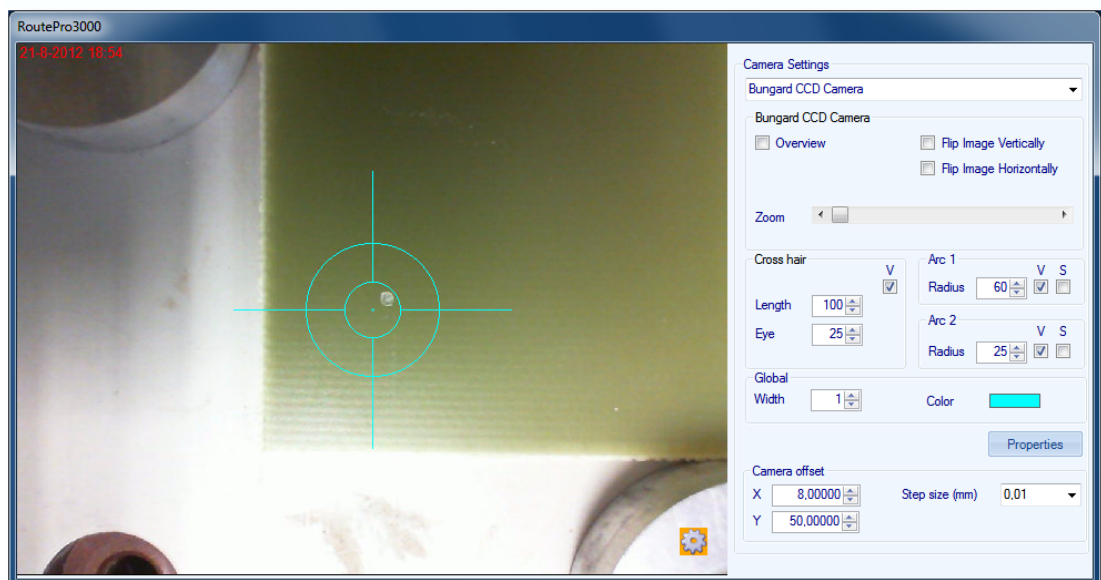 RoutePro3000
21-8-2012 18:54
Camera Settings
Bungard CCD Camera
Bungard CCD Camera
Overview
Flip Image Vertically
Flip Image Horizontally
Zoom
Cross hair
V
Length 100
Eye 25
Arc 1
V S
Radius 60
Arc 2
V S
Radius 25
Global
Width 1
Color
Properties
Camera offset
X 8,00000
Step size (mm) 0,01
Y 50,00000